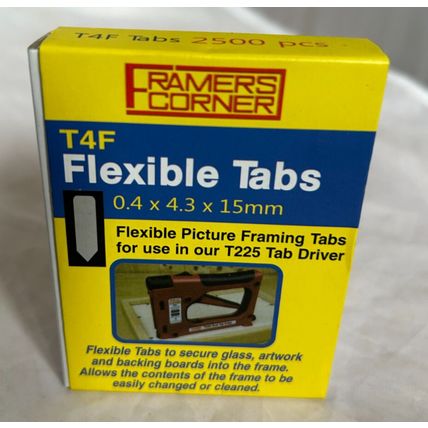 T4F Tabs 2500 pcs
FRAMERS
CORNER
T4F
Flexible Tabs
0.4 x 4.3 x 15mm
Flexible Picture Framing Tabs
for use in our T225 Tab Driver
Flexible Tabs to secure glass, artwork
and backing boards into the frame.
Allows the contents of the frame to be
easily changed or cleaned.